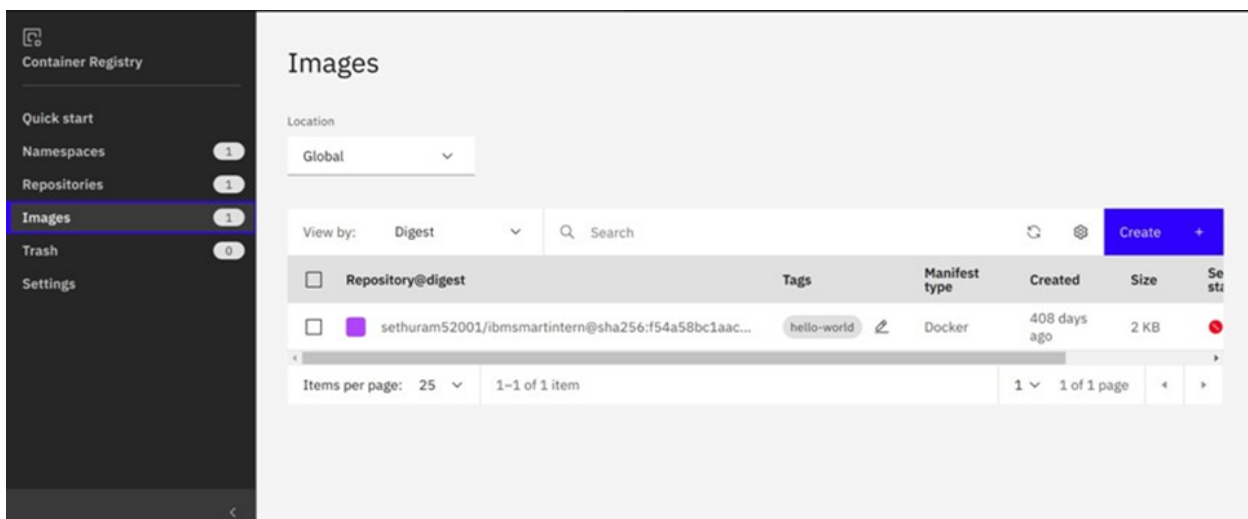 Container Registry
Quick start
Namespaces 1
Repositories 1
Images 1
Trash 0
Settings
Images
Location
Global
View by: Digest Search Create +
Repository@digest Tags Manifest type Created Size Se sta
sethuram52001/ibmsmartintern@sha256:f54a58bc1aac... hello-world Docker 408 days ago 2 KB
Items per page: 25 1–1 of 1 item 1 1 of 1 page